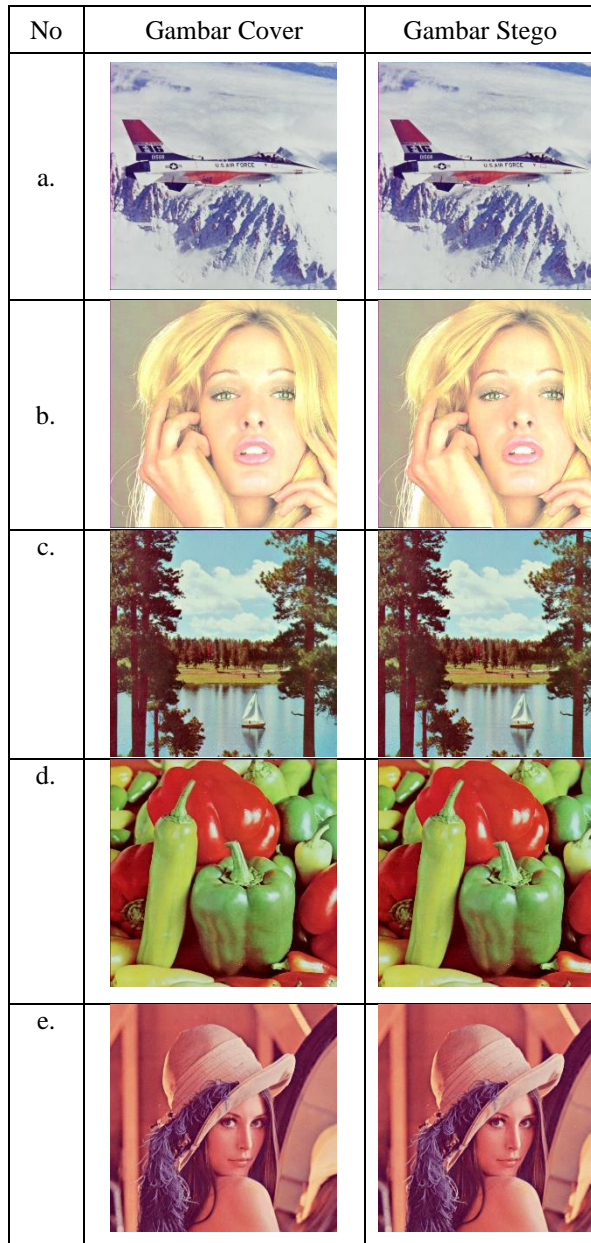 No Gambar Cover Gambar Stego
a.
F16
U.S. AIR FORCE
F16
U.S. AIR FORCE
b.
c.
d.
e.